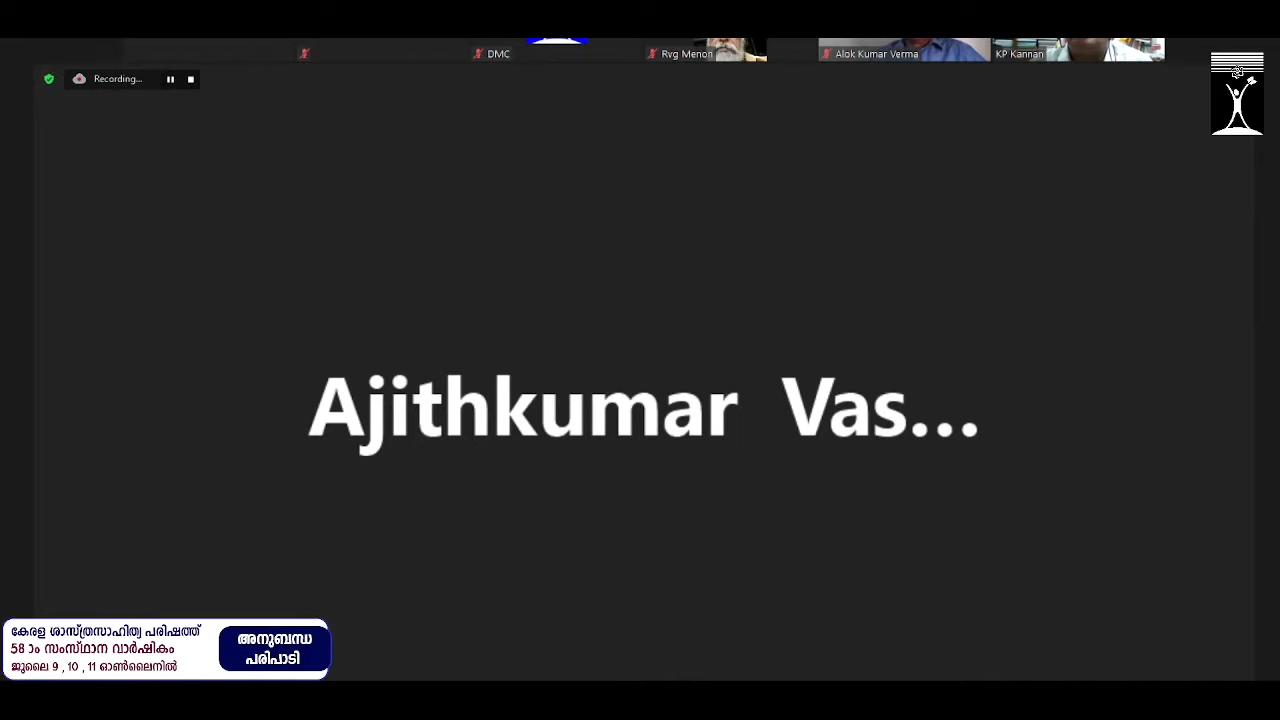 DMC
Rvg Menon
Alok Kumar Verma
KP Kannan
Recording...
Ajithkumar Vas...
കേരള ശാസ്ത്രസാഹിത്യ പരിഷത്ത്
58 ാം സംസ്ഥാന വാർഷികം
ജൂലൈ 9 , 10 , 11 ഓൺലൈനിൽ
അനുബന്ധ
പരിപാടി